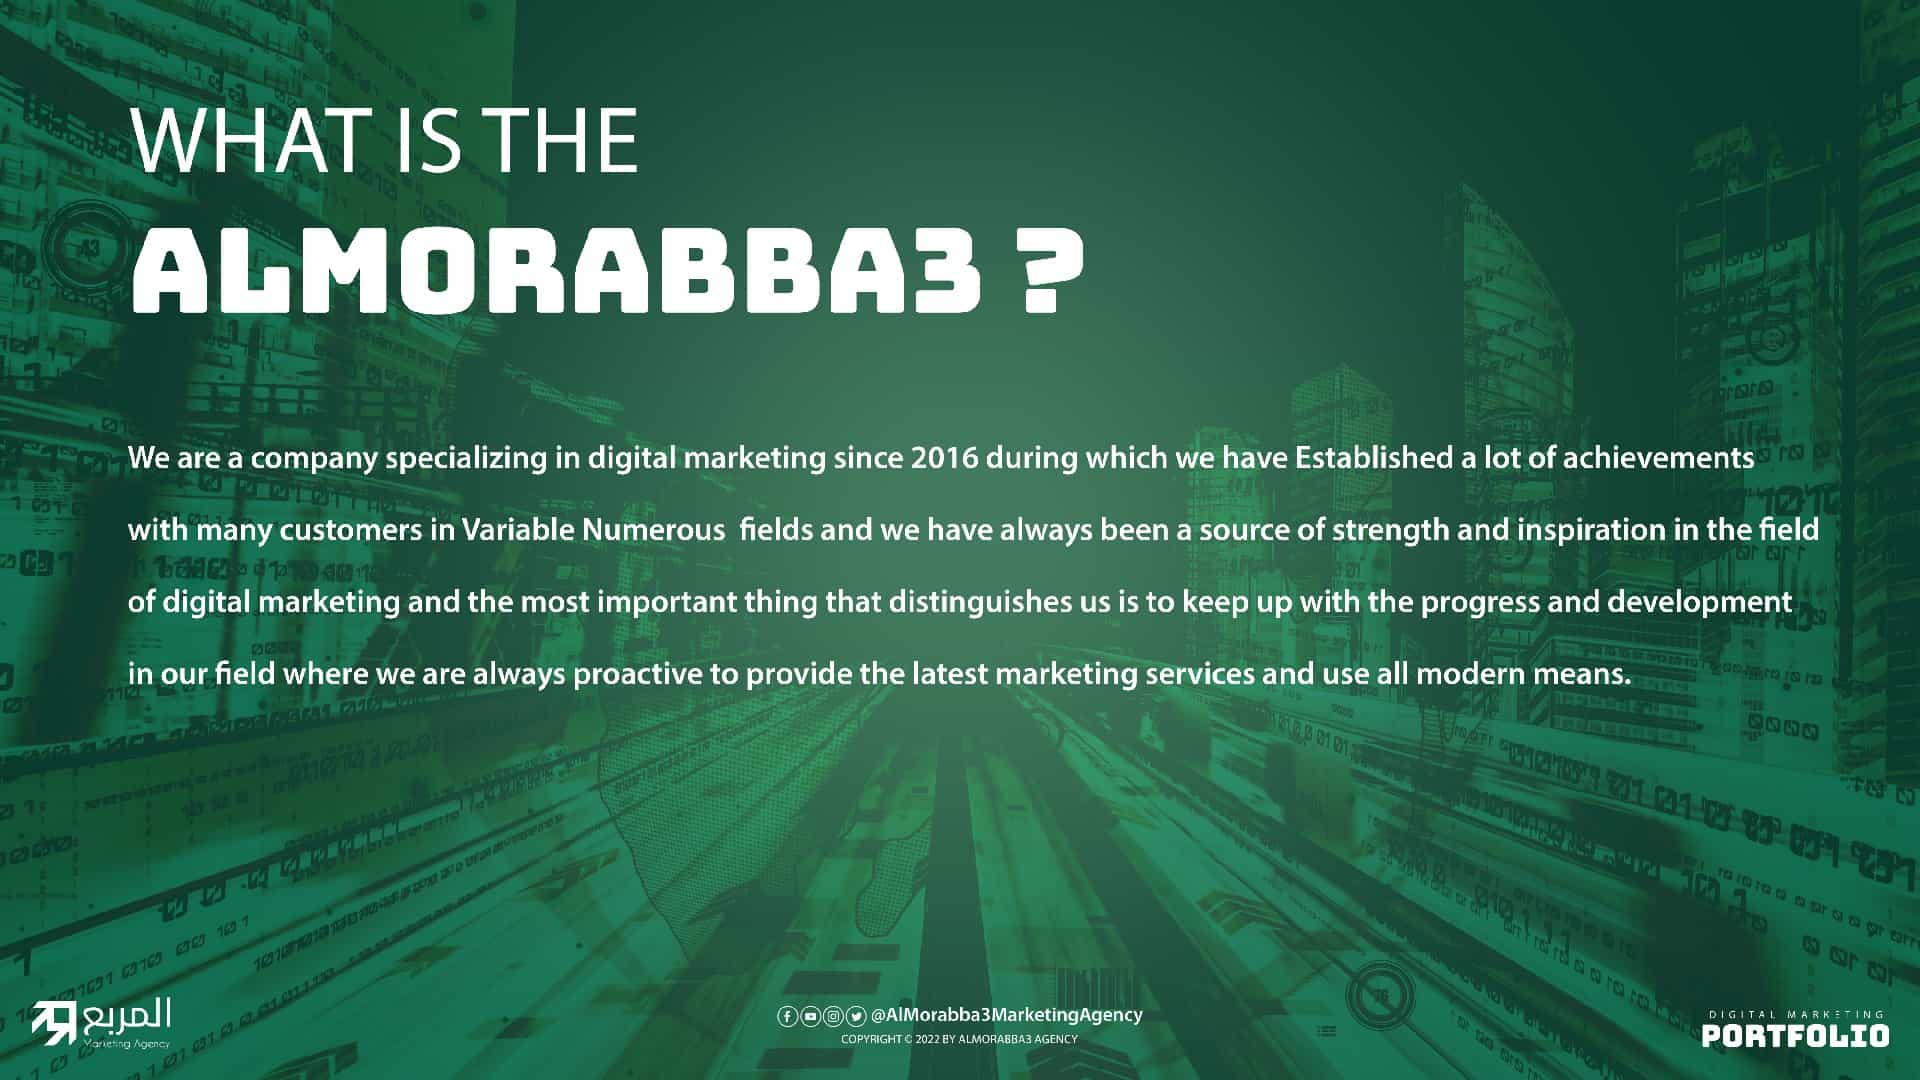 WHAT IS THE
ALMORABBA3 ?
We are a company specializing in digital marketing since 2016 during which we have Established a lot of achievements
with many customers in Variable Numerous fields and we have always been a source of strength and inspiration in the field
of digital marketing and the most important thing that distinguishes us is to keep up with the progress and development
in our field where we are always proactive to provide the latest marketing services and use all modern means.
المربع
Marketing Agency
@AlMorabba3MarketingAgency
COPYRIGHT © 2022 BY ALMORABBA3 AGENCY
DIGITAL MARKETING
PORTFOLIO